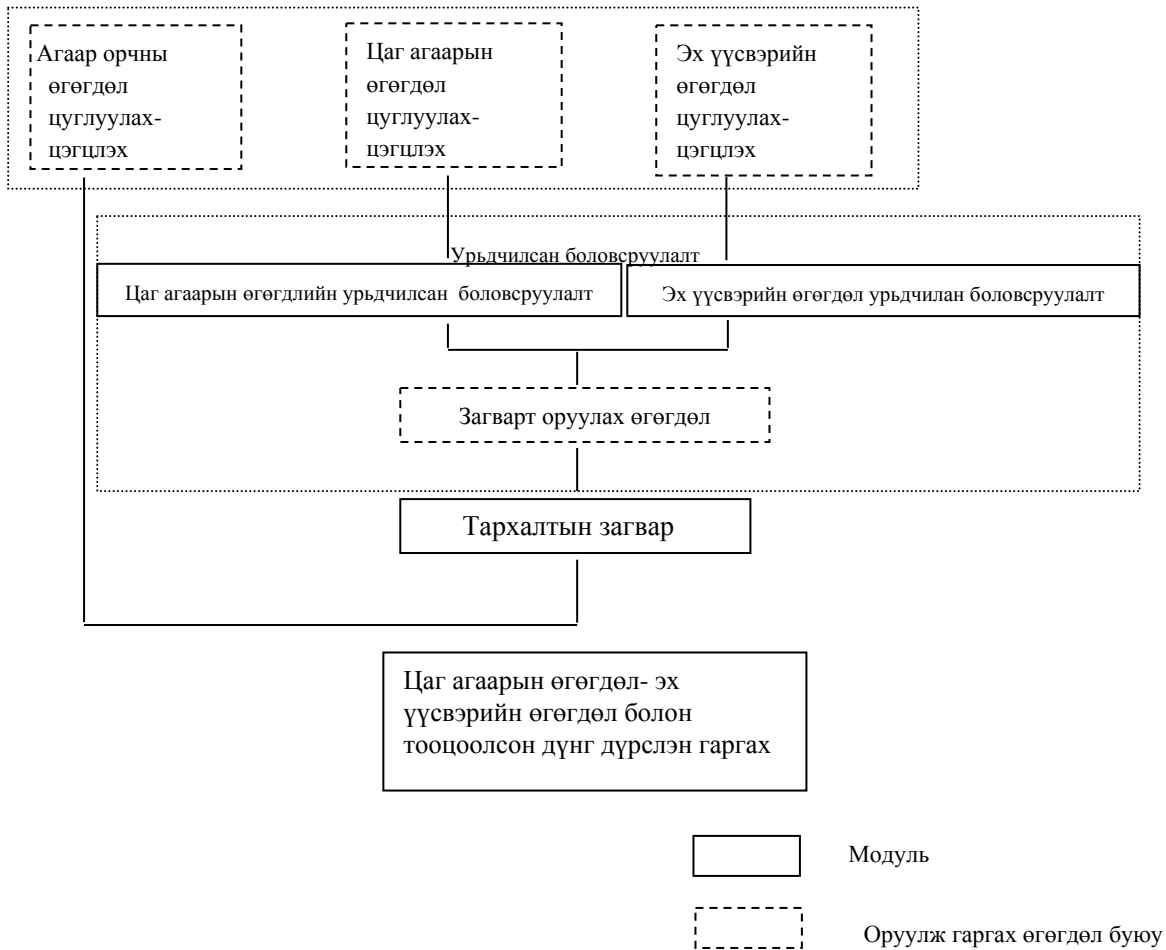 Агаар орчны
өгөгдөл
цуглуулах-
цэгцлэх
Цаг агаарын
өгөгдөл
цуглуулах-
цэгцлэх
Эх үүсвэрийн
өгөгдөл
цуглуулах-
цэгцлэх
Урьдчилсан боловсруулалт
Цаг агаарын өгөгдлийн урьдчилсан боловсруулалт
Эх үүсвэрийн өгөгдөл урьдчилан боловсруулалт
Загварт оруулах өгөгдөл
Тархалтын загвар
Цаг агаарын өгөгдөл- эх
үүсвэрийн өгөгдөл болон
тооцоолсон дүнг дүрслэн гаргах
Модуль
Оруулж гаргах өгөгдөл буюу